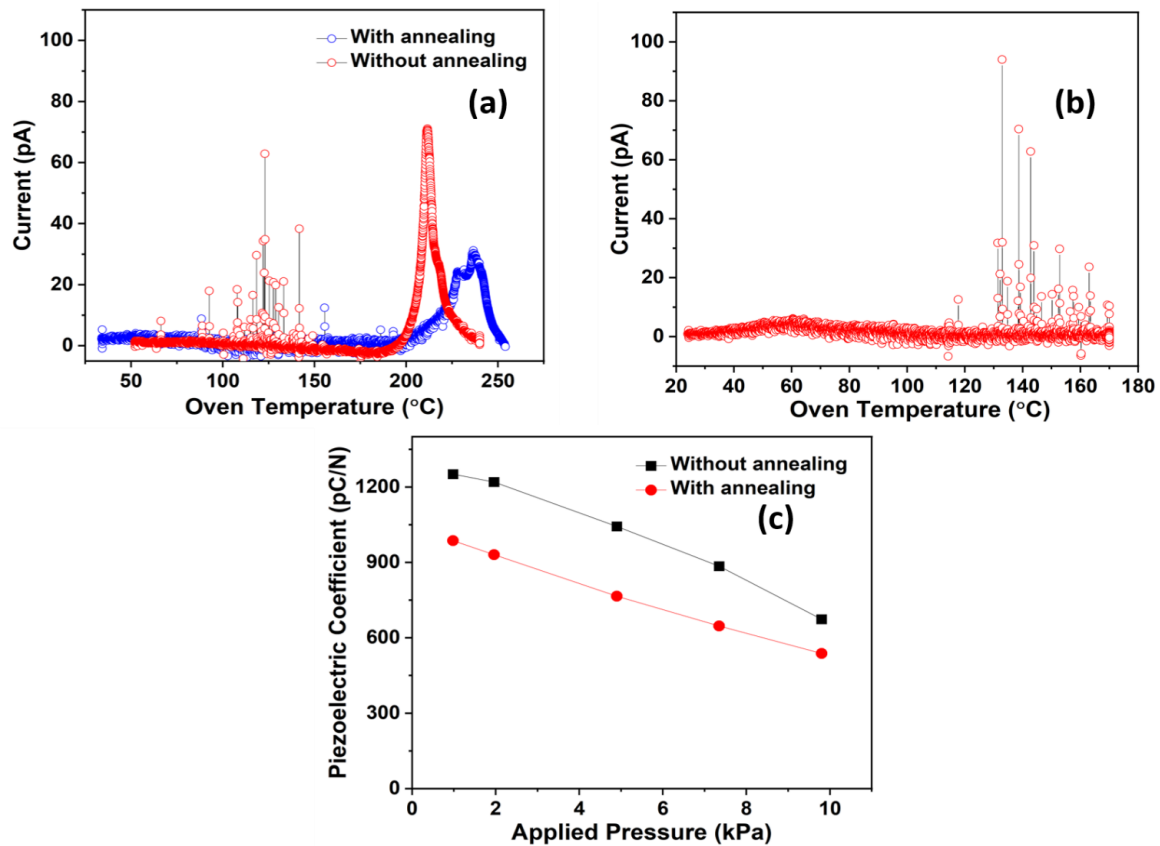 With annealing
Without annealing
(a)
Current (pA)
100
80
60
40
20
0
50
100
150
200
250
Oven Temperature (°C)
(b)
Current (pA)
100
80
60
40
20
0
20
40
60
80
100
120
140
160
180
Oven Temperature (°C)
Without annealing
With annealing
(c)
Piezoelectric Coefficient (pC/N)
1200
900
600
300
0
0
2
4
6
8
10
Applied Pressure (kPa)